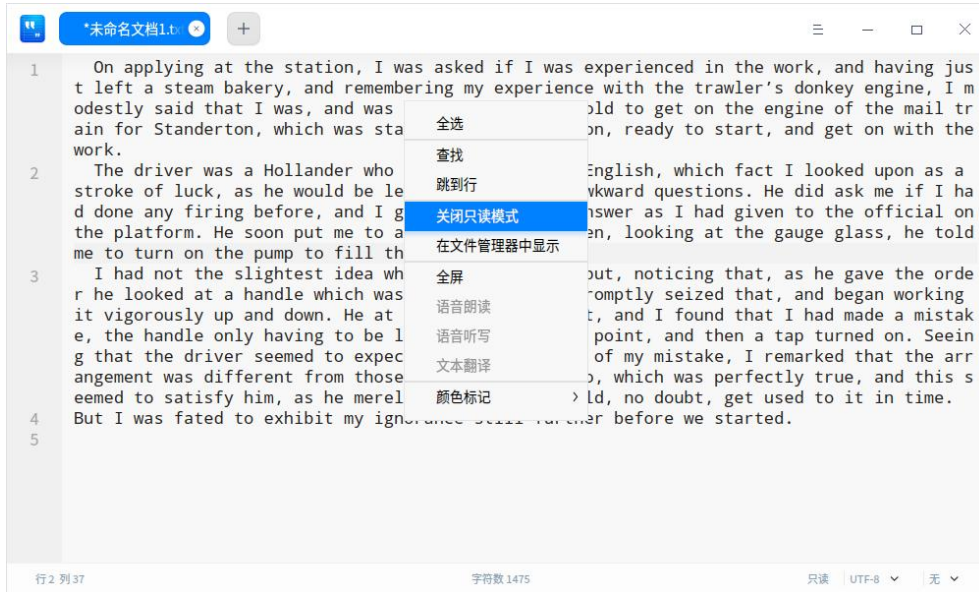 *未命名文档1.tx
1 On applying at the station, I was asked if I was experienced in the work, and having jus
t left a steam bakery, and remembering my experience with the trawler's donkey engine, I m
odestly said that I was, and was old to get on the engine of the mail tr
ain for Standerton, which was sta on, ready to start, and get on with the
work.
2 The driver was a Hollander who English, which fact I looked upon as a
stroke of luck, as he would be le wkward questions. He did ask me if I ha
d done any firing before, and I g nswer as I had given to the official on
the platform. He soon put me to a en, looking at the gauge glass, he told
me to turn on the pump to fill th
3 I had not the slightest idea wh out, noticing that, as he gave the orde
r he looked at a handle which was romptly seized that, and began working
it vigorously up and down. He at t, and I found that I had made a mistak
e, the handle only having to be l point, and then a tap turned on. Seein
g that the driver seemed to expec of my mistake, I remarked that the arr
angement was different from those o, which was perfectly true, and this s
eemed to satisfy him, as he merel ld, no doubt, get used to it in time.
4 But I was fated to exhibit my ignorance still further before we started.
5
全选
查找
跳到行
关闭只读模式
在文件管理器中显示
全屏
语音朗读
语音听写
文本翻译
颜色标记
行 2 列 37 字符数 1475 只读 UTF-8 无